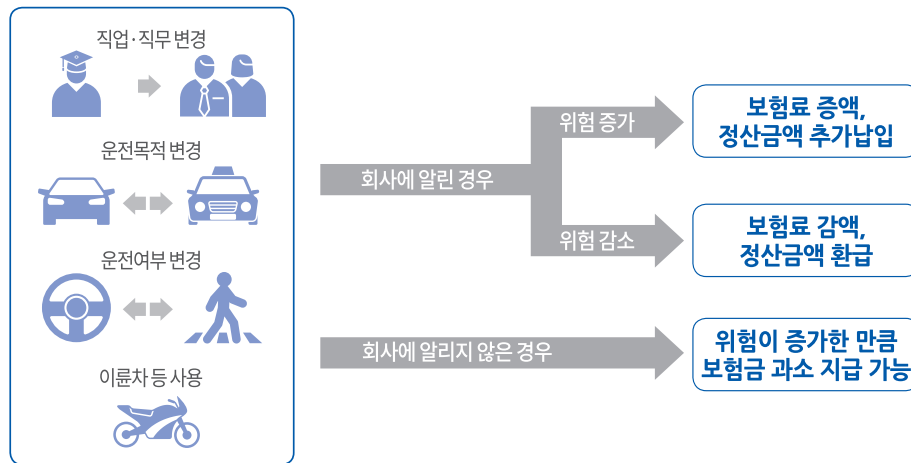 직업·직무 변경
운전목적 변경
운전여부 변경
이륜차 등 사용
회사에 알린 경우
위험 증가
보험료 증액,
정산금액 추가납입
위험 감소
보험료 감액,
정산금액 환급
회사에 알리지 않은 경우
위험이 증가한 만큼
보험금 과소 지급 가능